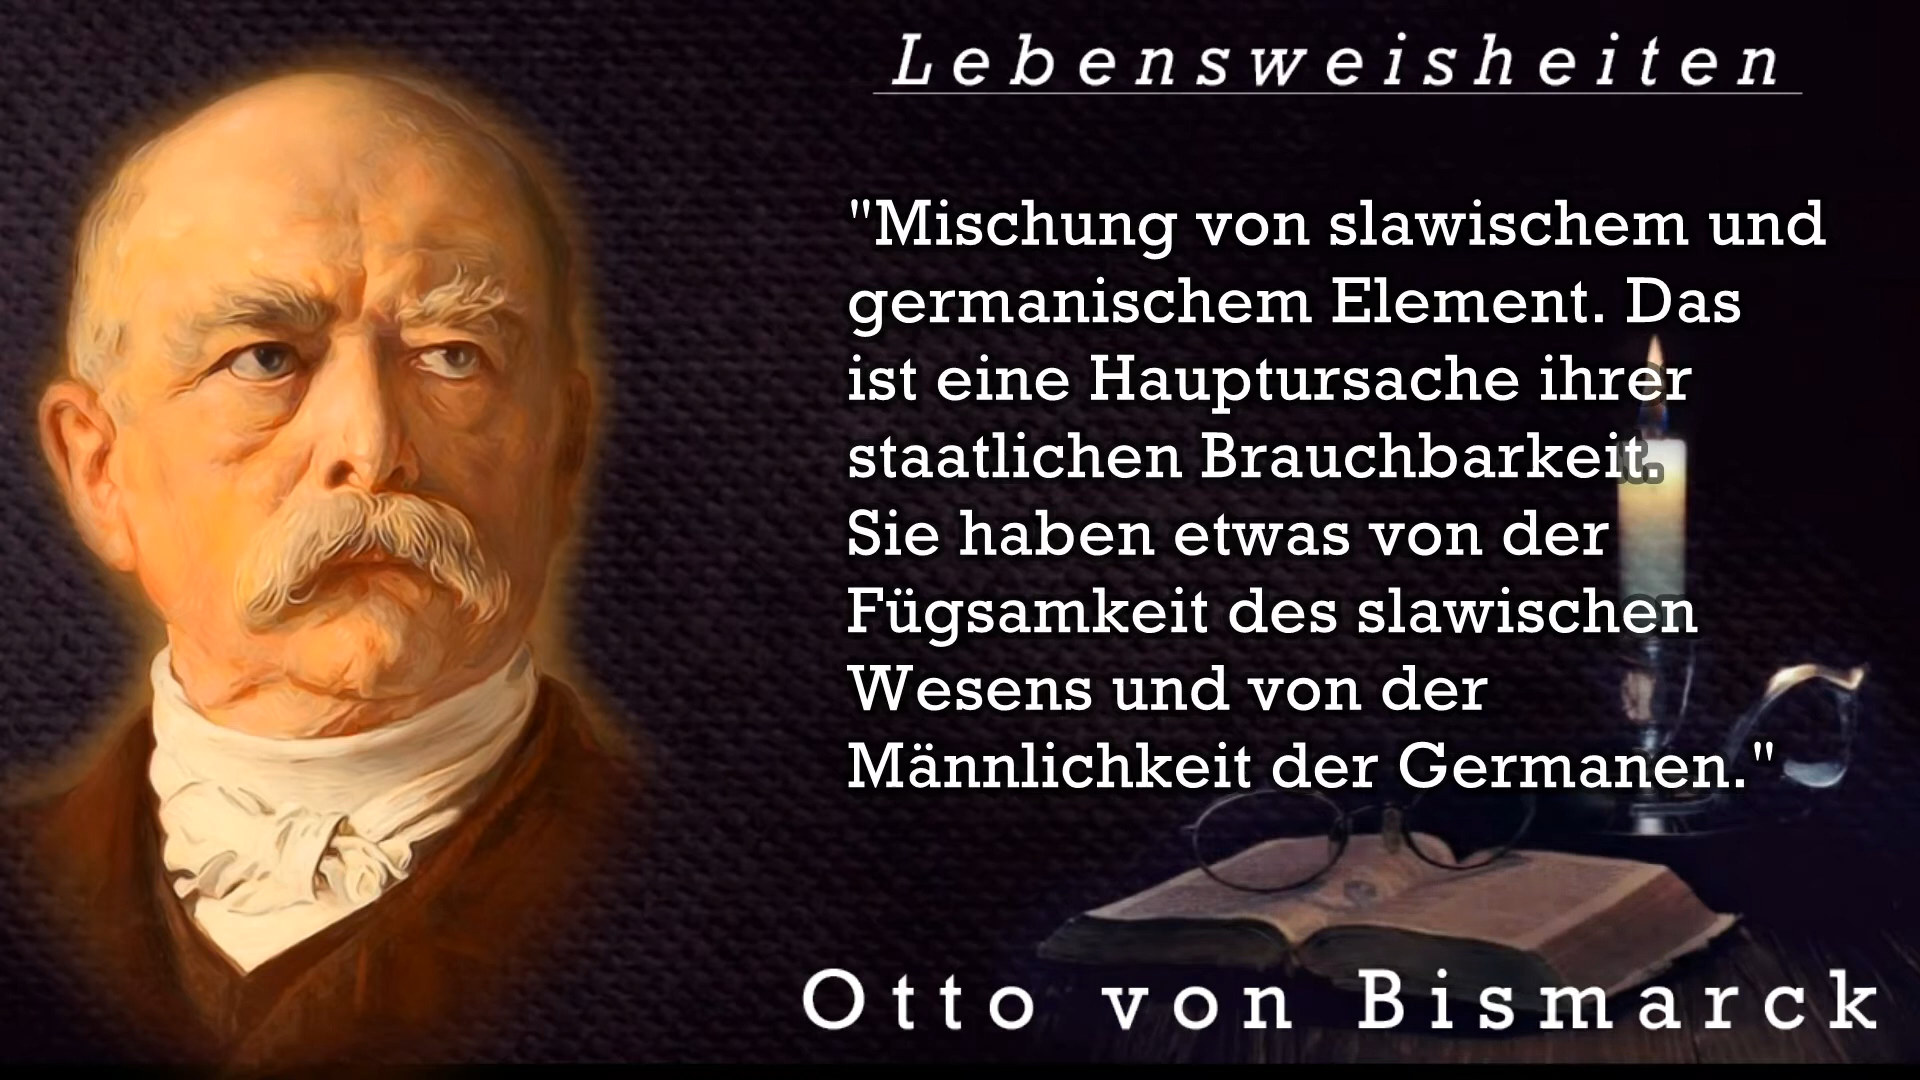 Lebensweisheiten
"Mischung von slawischem und
germanischem Element. Das
ist eine Hauptursache ihrer
staatlichen Brauchbarkeit.
Sie haben etwas von der
Fügsamkeit des slawischen
Wesens und von der
Männlichkeit der Germanen."
Otto von Bismarck